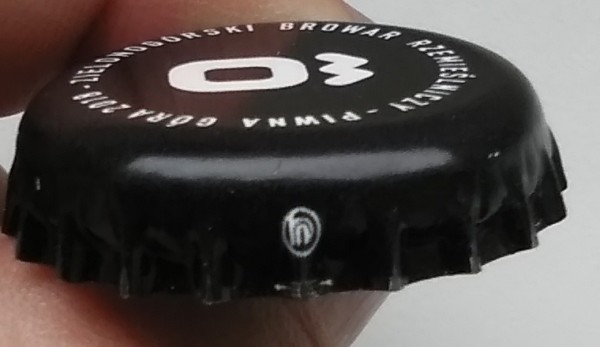 ZIELONOGÓRSKI BROWAR RZEMIEŚLNICZY - PIWNA GÓRA 2018 -